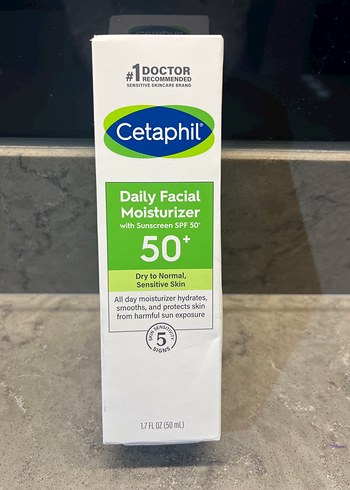 #1 DOCTOR
RECOMMENDED
SENSITIVE SKINCARE BRAND
Cetaphil®
Daily Facial
Moisturizer
with Sunscreen SPF 50+
50+
Dry to Normal,
Sensitive Skin
All day moisturizer hydrates,
smooths, and protects skin
from harmful sun exposure
SKIN SENSITIVITY
5
SIGNS
1.7 FL OZ (50 mL)